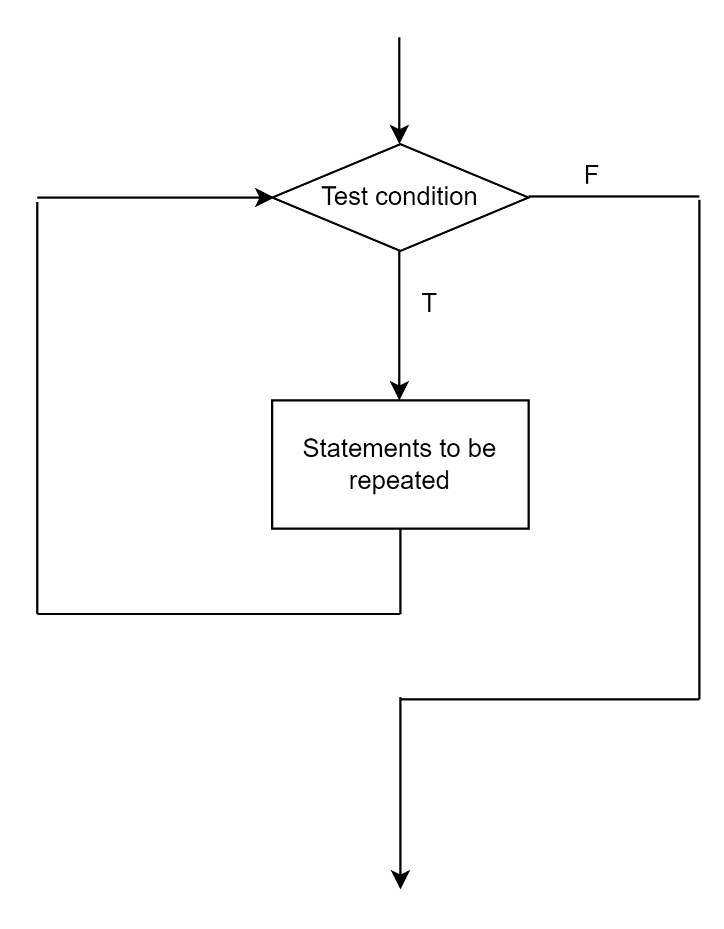 Test condition
F
T
Statements to be
repeated